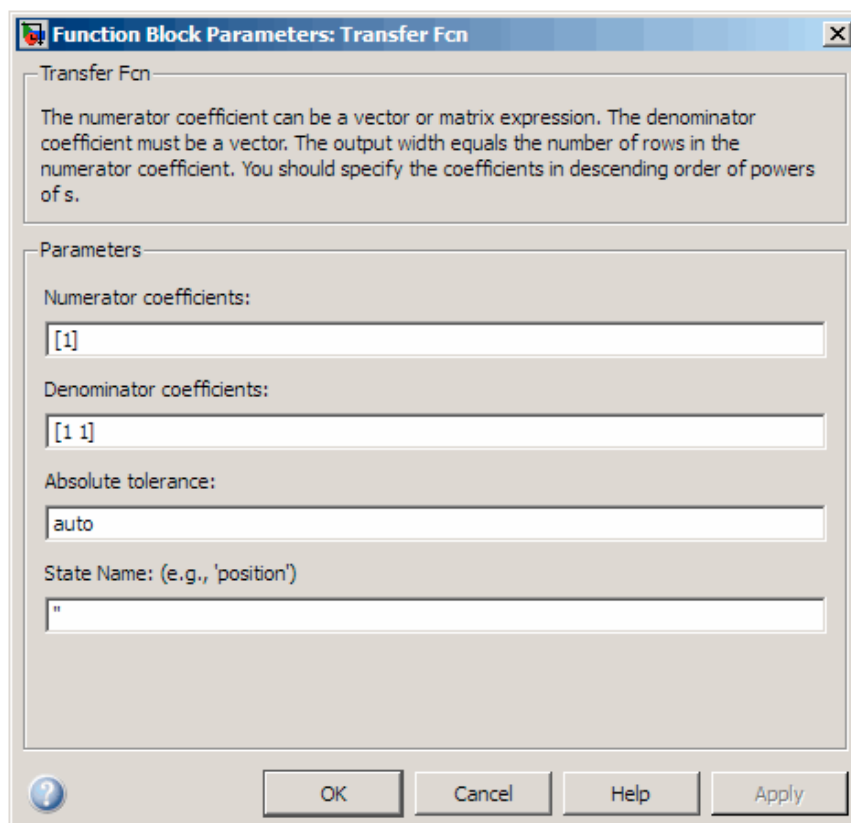 Function Block Parameters: Transfer Fcn
Transfer Fcn
The numerator coefficient can be a vector or matrix expression. The denominator
coefficient must be a vector. The output width equals the number of rows in the
numerator coefficient. You should specify the coefficients in descending order of powers
of s.
Parameters
Numerator coefficients:
[1]
Denominator coefficients:
[1 1]
Absolute tolerance:
auto
State Name: (e.g., 'position')
''
OK Cancel Help Apply